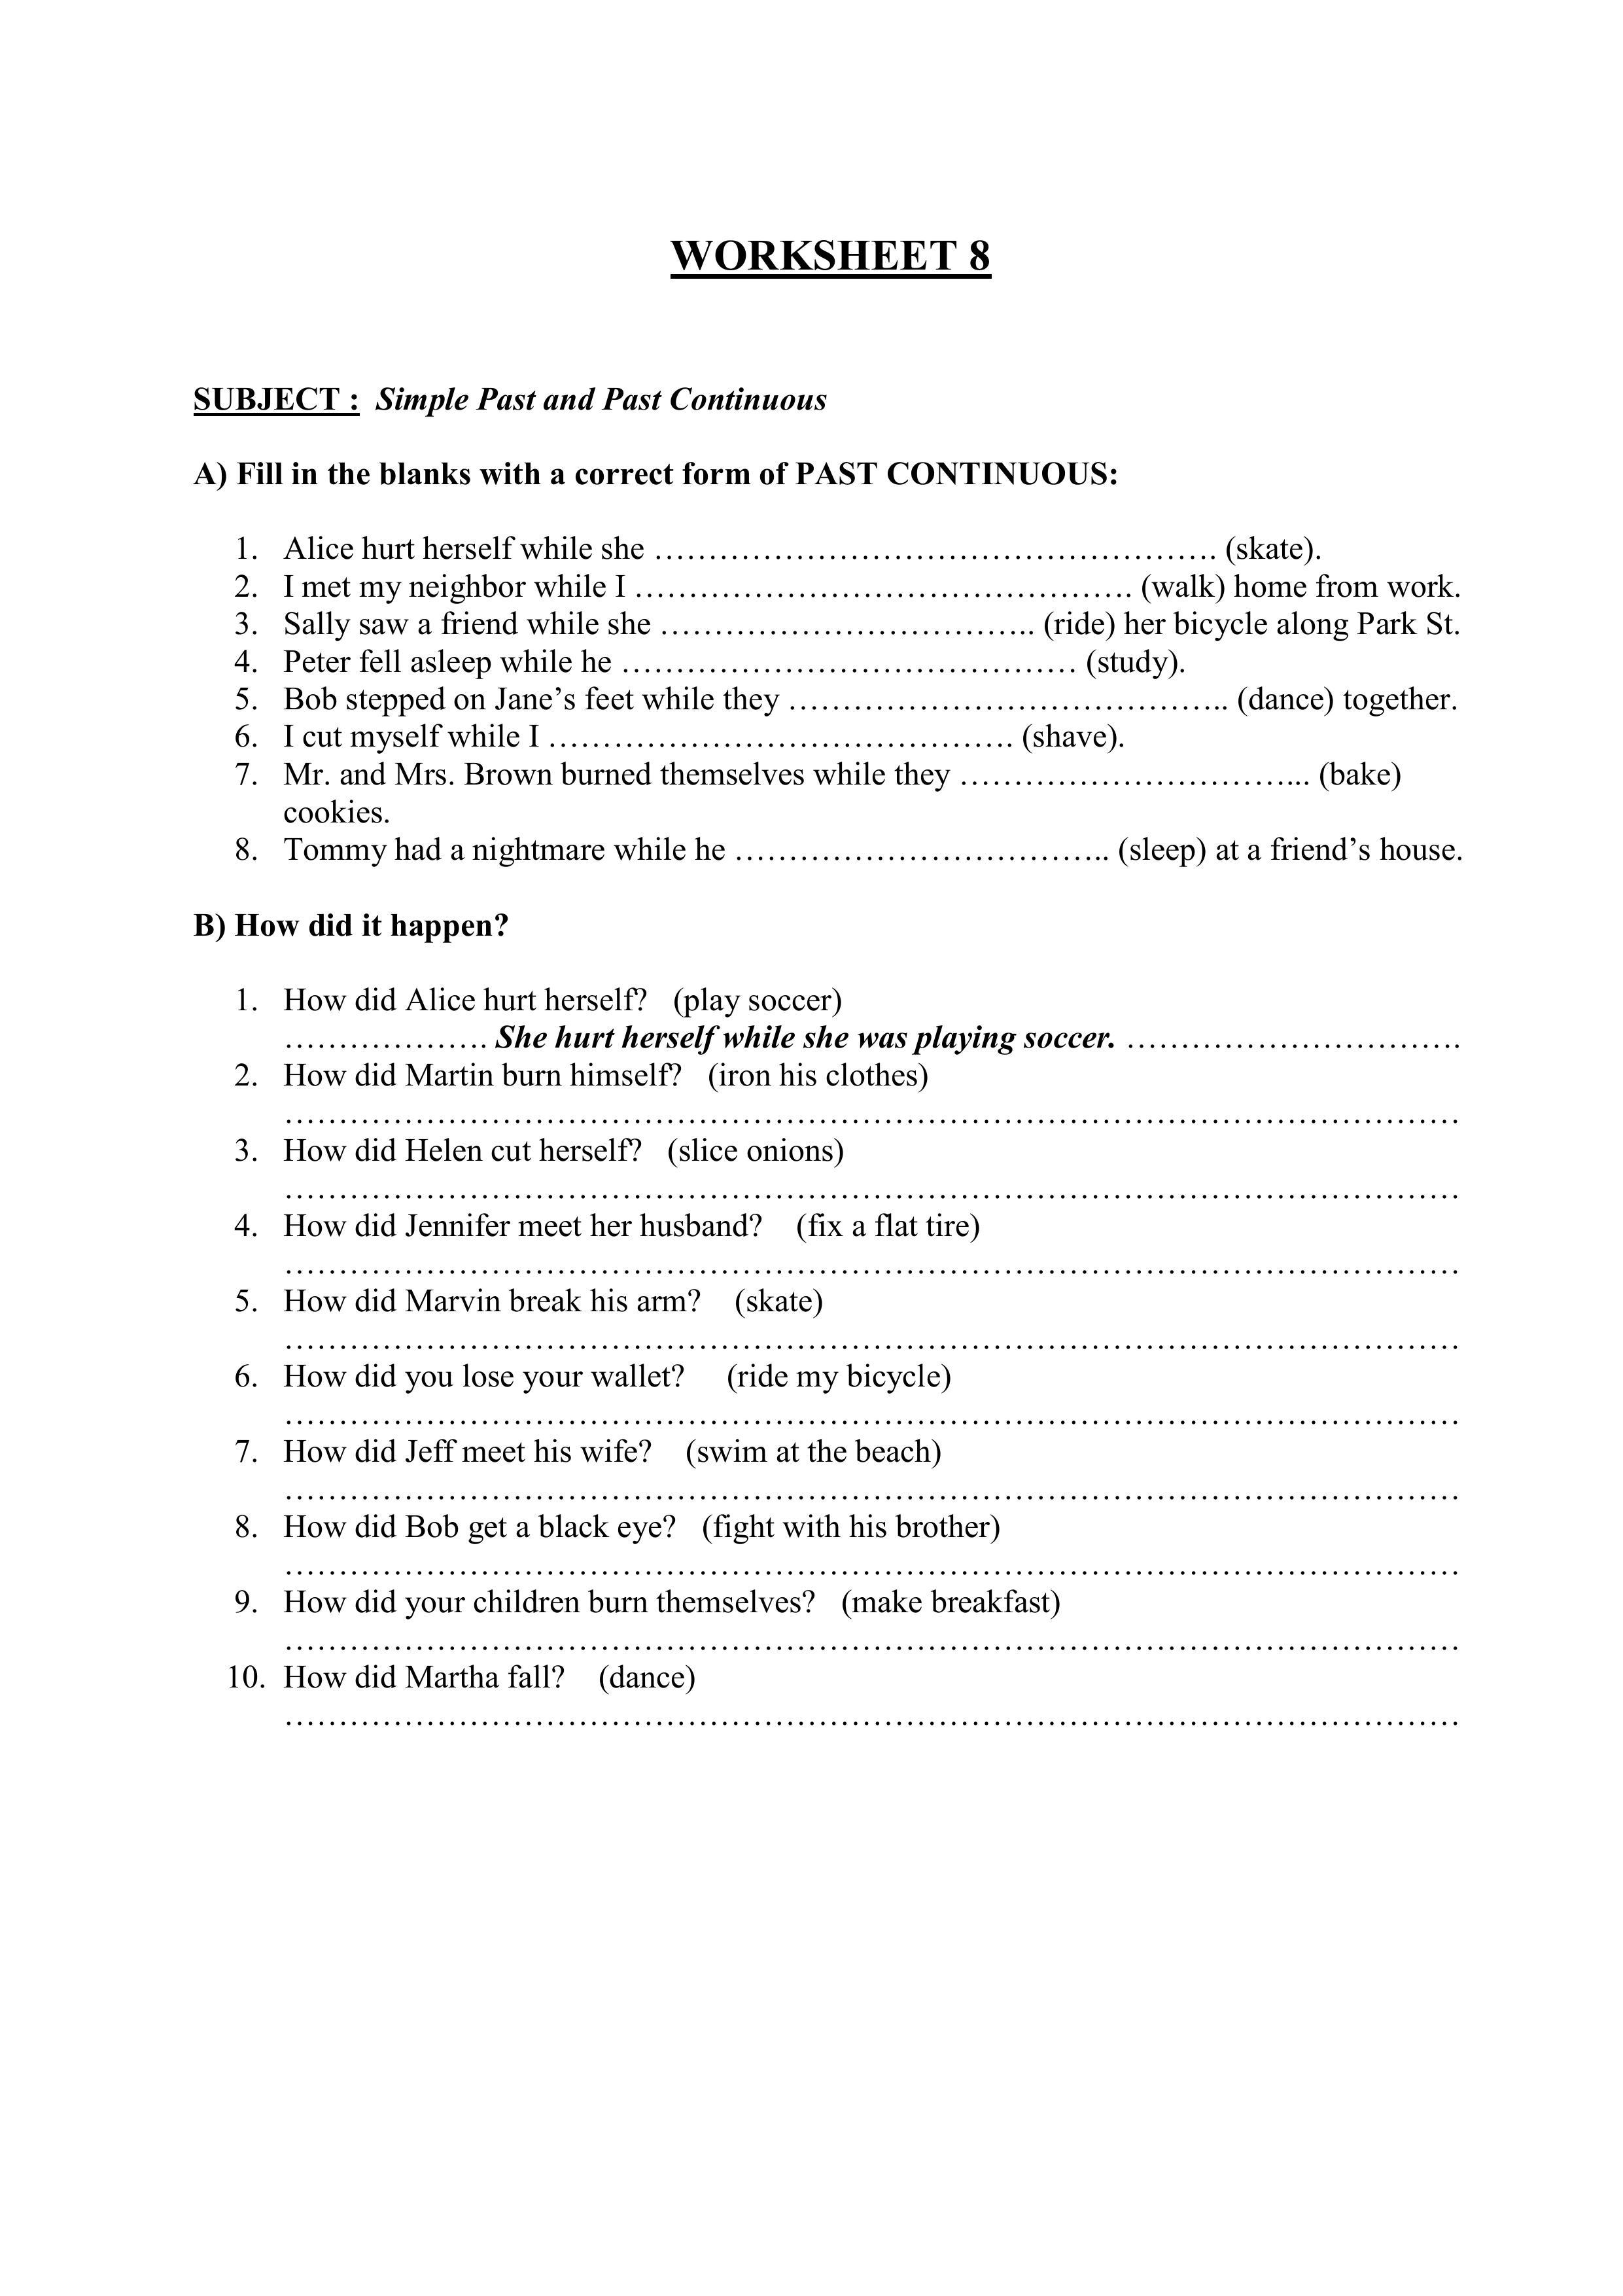 WORKSHEET 8
SUBJECT : Simple Past and Past Continuous
A) Fill in the blanks with a correct form of PAST CONTINUOUS:
1. Alice hurt herself while she ……………………………………………. (skate).
2. I met my neighbor while I ………………………………………. (walk) home from work.
3. Sally saw a friend while she …………………………….. (ride) her bicycle along Park St.
4. Peter fell asleep while he …………………………………… (study).
5. Bob stepped on Jane’s feet while they ………………………………….. (dance) together.
6. I cut myself while I ……………………………………. (shave).
7. Mr. and Mrs. Brown burned themselves while they …………………………... (bake)
cookies.
8. Tommy had a nightmare while he …………………………….. (sleep) at a friend’s house.
B) How did it happen?
1. How did Alice hurt herself? (play soccer)
………………. She hurt herself while she was playing soccer. ………………………….
2. How did Martin burn himself? (iron his clothes)
………………………………………………………………………………………………
3. How did Helen cut herself? (slice onions)
………………………………………………………………………………………………
4. How did Jennifer meet her husband? (fix a flat tire)
………………………………………………………………………………………………
5. How did Marvin break his arm? (skate)
………………………………………………………………………………………………
6. How did you lose your wallet? (ride my bicycle)
………………………………………………………………………………………………
7. How did Jeff meet his wife? (swim at the beach)
………………………………………………………………………………………………
8. How did Bob get a black eye? (fight with his brother)
………………………………………………………………………………………………
9. How did your children burn themselves? (make breakfast)
………………………………………………………………………………………………
10. How did Martha fall? (dance)
………………………………………………………………………………………………